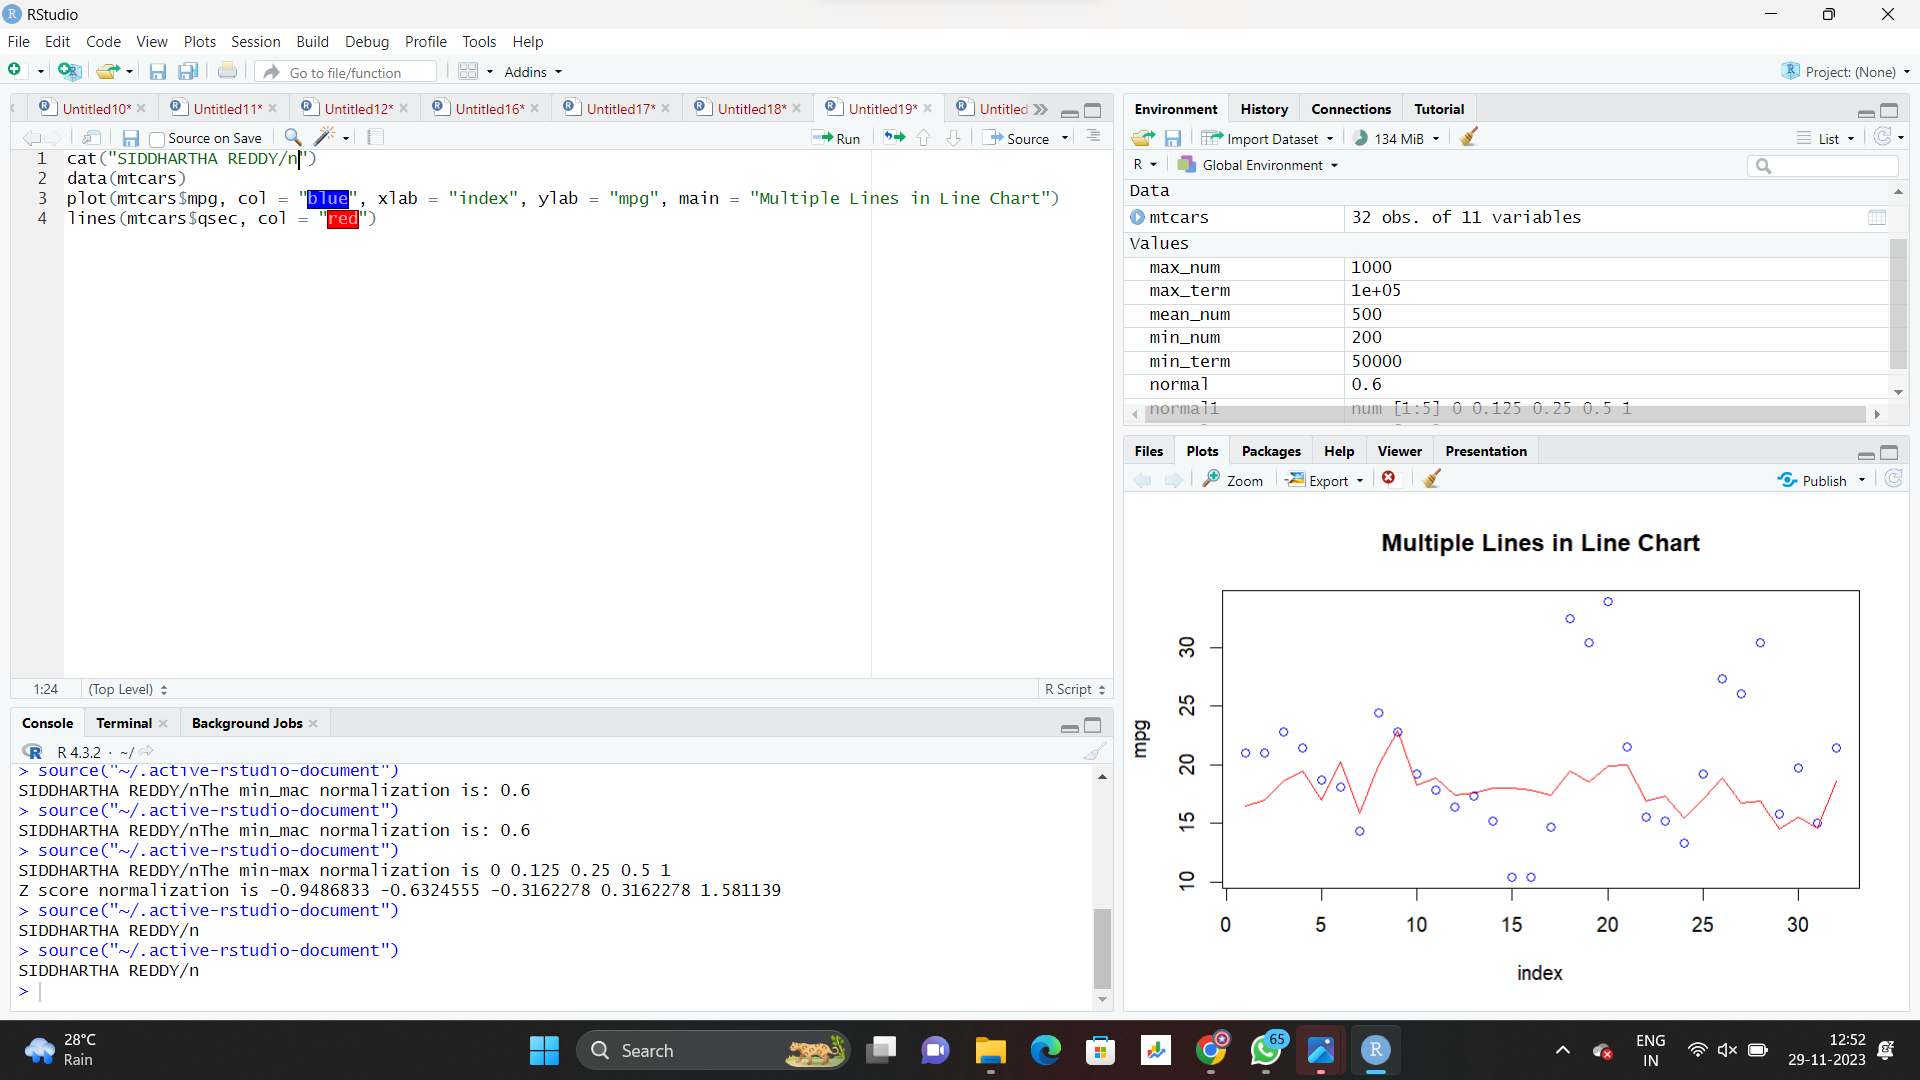 RStudio
File Edit Code View Plots Session Build Debug Profile Tools Help
Go to file/function Addins Project: (None)
Untitled10* Untitled11* Untitled12* Untitled16* Untitled17* Untitled18* Untitled19* Untitled
Source on Save Run Source
1 cat("SIDDHARTHA REDDY/n")
2 data(mtcars)
3 plot(mtcars$mpg, col = "blue", xlab = "index", ylab = "mpg", main = "Multiple Lines in Line Chart")
4 lines(mtcars$qsec, col = "red")
1:24 (Top Level) R Script
Console Terminal Background Jobs
R 4.3.2 · ~/
> source("~/.active-rstudio-document")
SIDDHARTHA REDDY/nThe min_mac normalization is: 0.6
> source("~/.active-rstudio-document")
SIDDHARTHA REDDY/nThe min_mac normalization is: 0.6
> source("~/.active-rstudio-document")
SIDDHARTHA REDDY/nThe min-max normalization is 0 0.125 0.25 0.5 1
Z score normalization is -0.9486833 -0.6324555 -0.3162278 0.3162278 1.581139
> source("~/.active-rstudio-document")
SIDDHARTHA REDDY/n
> source("~/.active-rstudio-document")
SIDDHARTHA REDDY/n
>
Environment History Connections Tutorial
Import Dataset 134 MiB List
R Global Environment
Data
mtcars 32 obs. of 11 variables
Values
max_num 1000
max_term 1e+05
mean_num 500
min_num 200
min_term 50000
normal 0.6
normal1 num [1:5] 0 0.125 0.25 0.5 1
Files Plots Packages Help Viewer Presentation
Zoom Export Publish
Multiple Lines in Line Chart
mpg
30
25
20
15
10
0 5 10 15 20 25 30
index
28°C
Rain
Search
65
ENG
IN
12:52
29-11-2023